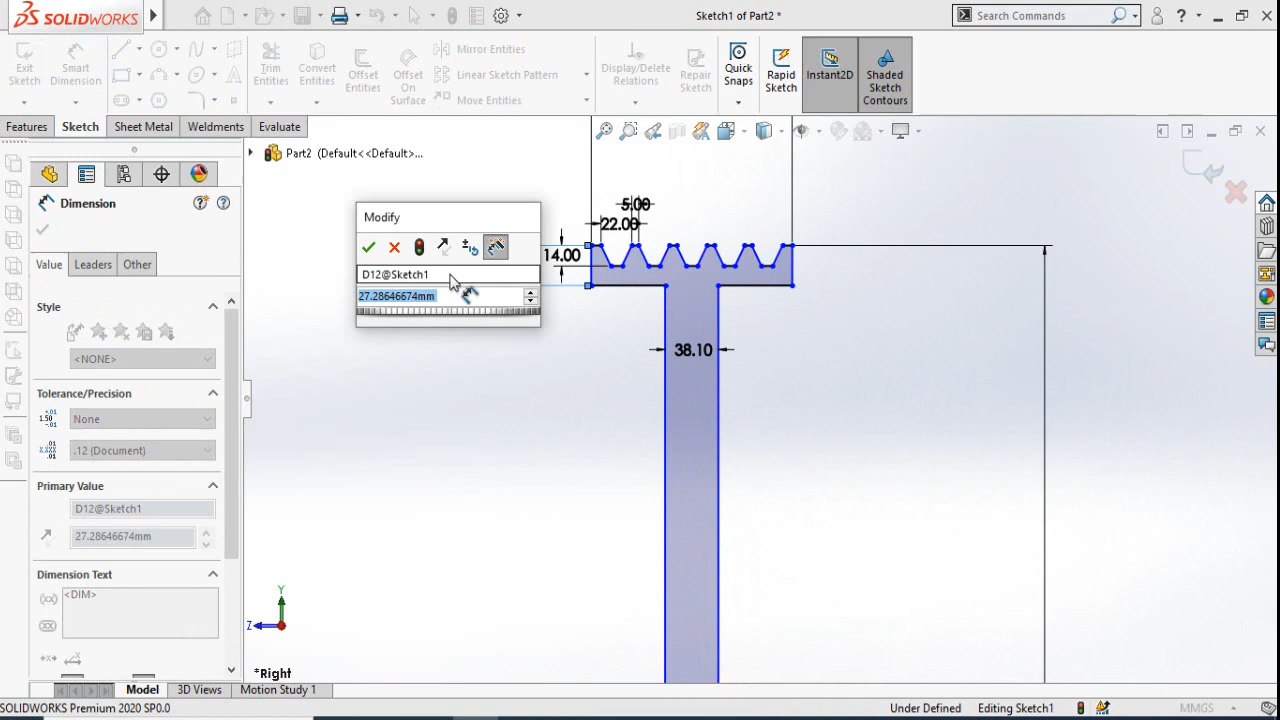 SOLIDWORKS
Sketch1 of Part2 *
Search Commands
?
Exit Sketch
Smart Dimension
Trim Entities
Convert Entities
Offset Entities
Offset On Surface
Mirror Entities
Linear Sketch Pattern
Move Entities
Display/Delete Relations
Repair Sketch
Quick Snaps
Rapid Sketch
Instant2D
Shaded Sketch Contours
Features
Sketch
Sheet Metal
Weldments
Evaluate
Part2 (Default<<Default>...
Dimension
Value
Leaders
Other
Style
<NONE>
Tolerance/Precision
None
.12 (Document)
Primary Value
D12@Sketch1
27.28646674mm
Dimension Text
<DIM>
Modify
D12@Sketch1
27.28646674mm
5.00
22.00
14.00
38.10
Y
Z
*Right
Model
3D Views
Motion Study 1
SOLIDWORKS Premium 2020 SP0.0
Under Defined
Editing Sketch1
MMGS